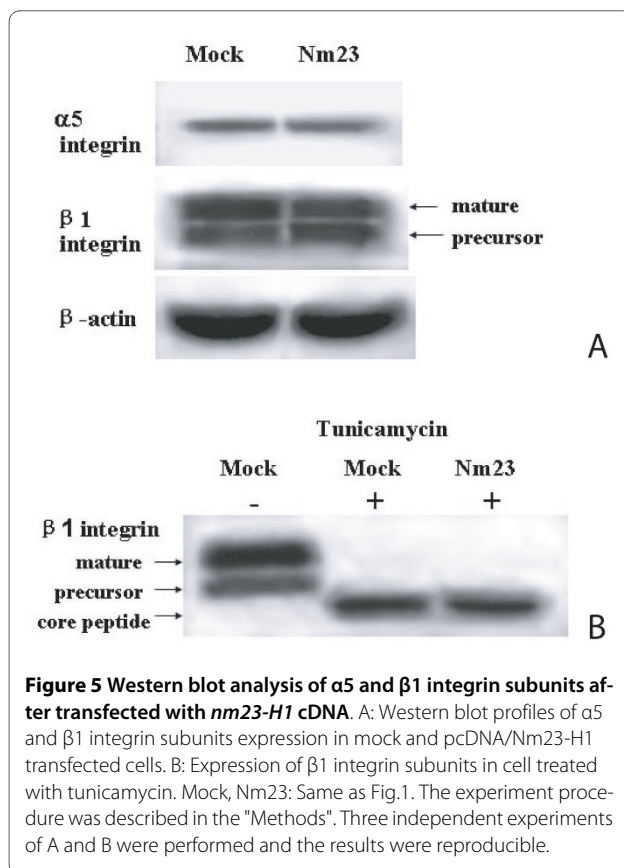 Mock Nm23
α5
integrin
β 1
integrin
mature
precursor
β -actin
A
Tunicamycin
Mock Mock Nm23
- + +
β 1 integrin
mature
precursor
core peptide
B
Figure 5 Western blot analysis of α5 and β1 integrin subunits af-
ter transfected with nm23-H1 cDNA. A: Western blot profiles of α5
and β1 integrin subunits expression in mock and pcDNA/Nm23-H1
transfected cells. B: Expression of β1 integrin subunits in cell treated
with tunicamycin. Mock, Nm23: Same as Fig.1. The experiment proce-
dure was described in the "Methods". Three independent experiments
of A and B were performed and the results were reproducible.